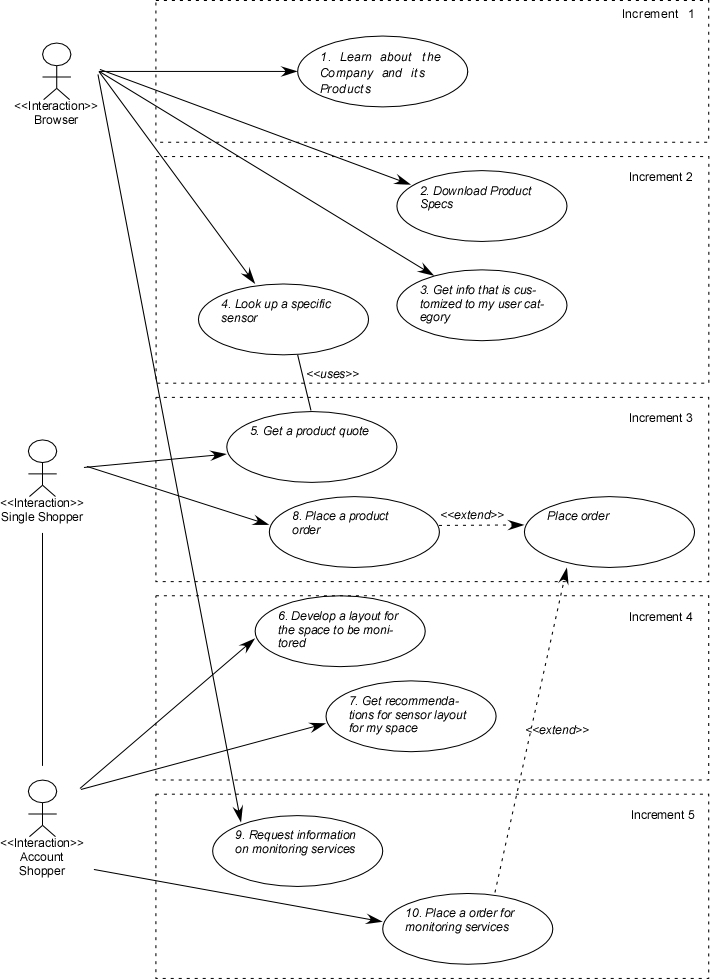 Increment 1
1. Learn about the
Company and its
Products
<<Interaction>>
Browser
Increment 2
2. Download Product
Specs
3. Get info that is cus-
tomized to my user cat-
egory
4. Look up a specific
sensor
<<uses>>
Increment 3
5. Get a product quote
<<Interaction>>
Single Shopper
8. Place a product
order
<<extend>>
Place order
Increment 4
6. Develop a layout for
the space to be moni-
tored
7. Get recommenda-
tions for sensor layout
for my space
<<extend>>
Increment 5
<<Interaction>>
Account
Shopper
9. Request information
on monitoring services
10. Place a order for
monitoring services